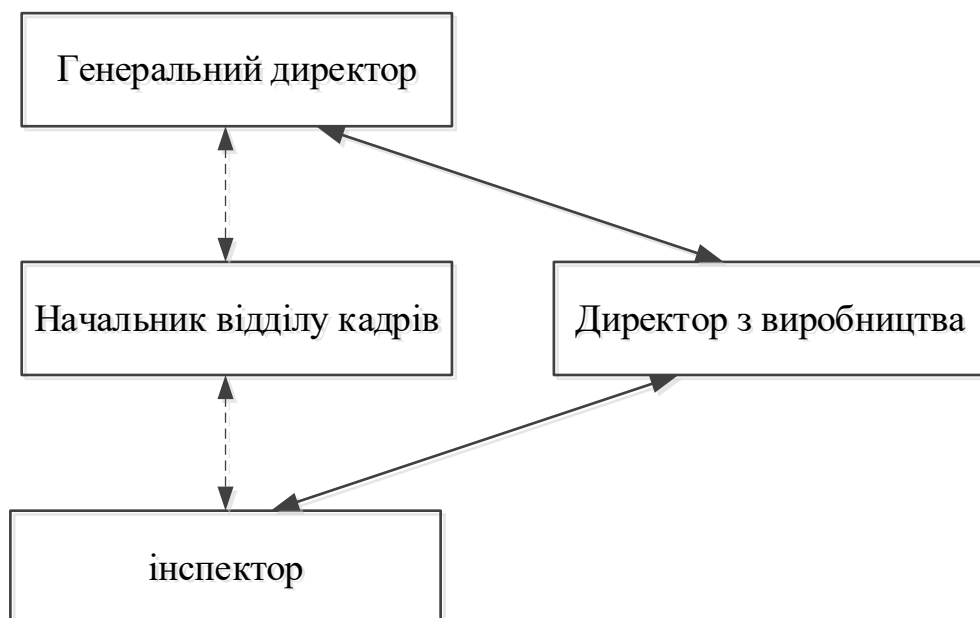 Генеральний директор
Начальник відділу кадрів
Директор з виробництва
інспектор